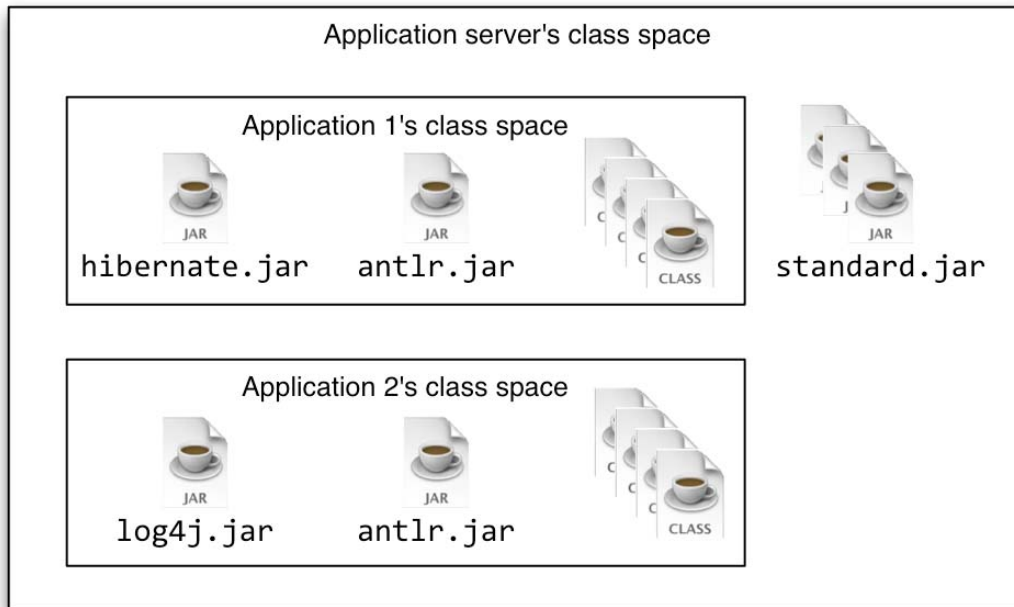 Application server's class space
Application 1's class space
JAR
JAR
C
C
C
CLASS
J
JAR
hibernate.jar
antlr.jar
standard.jar
Application 2's class space
JAR
JAR
C
C
C
CLASS
log4j.jar
antlr.jar